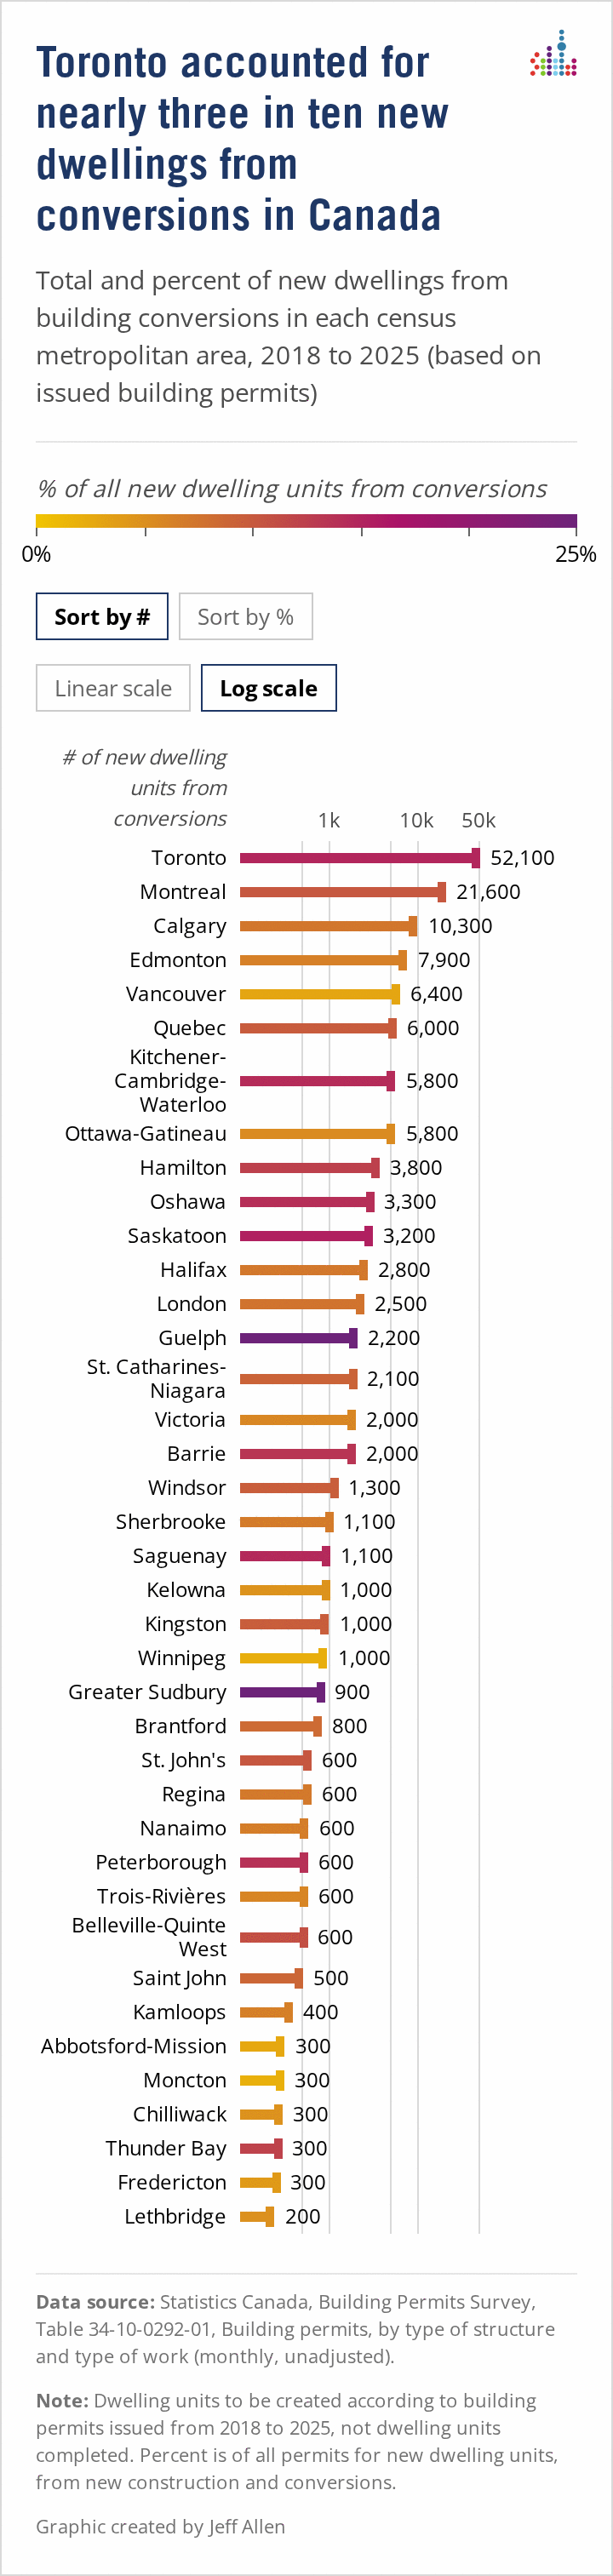 Toronto accounted for
nearly three in ten new
dwellings from
conversions in Canada
Total and percent of new dwellings from
building conversions in each census
metropolitan area, 2018 to 2025 (based on
issued building permits)
% of all new dwelling units from conversions
0% 25%
Sort by # Sort by %
Linear scale Log scale
# of new dwelling
units from
conversions 1k 10k 50k
Toronto 52,100
Montreal 21,600
Calgary 10,300
Edmonton 7,900
Vancouver 6,400
Quebec 6,000
Kitchener-
Cambridge- 5,800
Waterloo
Ottawa-Gatineau 5,800
Hamilton 3,800
Oshawa 3,300
Saskatoon 3,200
Halifax 2,800
London 2,500
Guelph 2,200
St. Catharines-
Niagara 2,100
Victoria 2,000
Barrie 2,000
Windsor 1,300
Sherbrooke 1,100
Saguenay 1,100
Kelowna 1,000
Kingston 1,000
Winnipeg 1,000
Greater Sudbury 900
Brantford 800
St. John's 600
Regina 600
Nanaimo 600
Peterborough 600
Trois-Rivières 600
Belleville-Quinte
West 600
Saint John 500
Kamloops 400
Abbotsford-Mission 300
Moncton 300
Chilliwack 300
Thunder Bay 300
Fredericton 300
Lethbridge 200
Data source: Statistics Canada, Building Permits Survey,
Table 34-10-0292-01, Building permits, by type of structure
and type of work (monthly, unadjusted).
Note: Dwelling units to be created according to building
permits issued from 2018 to 2025, not dwelling units
completed. Percent is of all permits for new dwelling units,
from new construction and conversions.
Graphic created by Jeff Allen